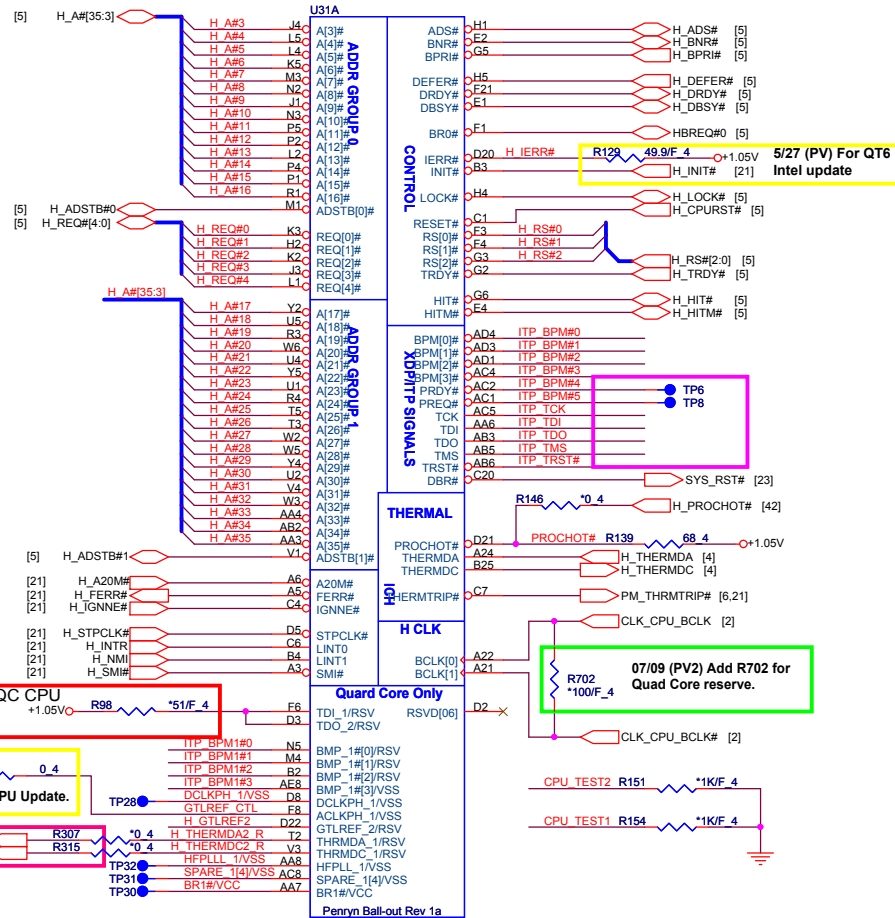 U31A
[5] H_A#[35:3]
H_A#3 J4 A[3]#
H_A#4 L5 A[4]#
H_A#5 L4 A[5]#
H_A#6 K5 A[6]#
H_A#7 M3 A[7]#
H_A#8 N2 A[8]#
H_A#9 J1 A[9]#
H_A#10 N3 A[10]#
H_A#11 P5 A[11]#
H_A#12 P2 A[12]#
H_A#13 L2 A[13]#
H_A#14 P4 A[14]#
H_A#15 P1 A[15]#
H_A#16 R1 A[16]#
[5] H_ADSTB#0 M1 ADSTB[0]#
[5] H_REQ#[4:0]
H_REQ#0 K3 REQ[0]#
H_REQ#1 H2 REQ[1]#
H_REQ#2 K2 REQ[2]#
H_REQ#3 J3 REQ[3]#
H_REQ#4 L1 REQ[4]#
ADDR GROUP 0
H_A#[35:3]
H_A#17 Y2 A[17]#
H_A#18 U5 A[18]#
H_A#19 R3 A[19]#
H_A#20 W6 A[20]#
H_A#21 U4 A[21]#
H_A#22 Y5 A[22]#
H_A#23 U1 A[23]#
H_A#24 R4 A[24]#
H_A#25 T5 A[25]#
H_A#26 T3 A[26]#
H_A#27 W2 A[27]#
H_A#28 W5 A[28]#
H_A#29 Y4 A[29]#
H_A#30 U2 A[30]#
H_A#31 V4 A[31]#
H_A#32 W3 A[32]#
H_A#33 AA4 A[33]#
H_A#34 AB2 A[34]#
H_A#35 AA3 A[35]#
[5] H_ADSTB#1 V1 ADSTB[1]#
ADDR GROUP 1
[21] H_A20M# A6 A20M#
[21] H_FERR# A5 FERR#
[21] H_IGNNE# C4 IGNNE#
[21] H_STPCLK# D5 STPCLK#
[21] H_INTR C6 LINT0
[21] H_NMI B4 LINT1
[21] H_SMI# A3 SMI#
ICH
CONTROL
ADS# H1 H_ADS# [5]
BNR# E2 H_BNR# [5]
BPRI# G5 H_BPRI# [5]
DEFER# H5 H_DEFER# [5]
DRDY# F21 H_DRDY# [5]
DBSY# E1 H_DBSY# [5]
BR0# F1 HBREQ#0 [5]
IERR# D20 H_IERR# R129 49.9/F_4 +1.05V
INIT# B3 H_INIT# [21]
5/27 (PV) For QT6
Intel update
LOCK# H4 H_LOCK# [5]
RESET# C1 H_CPURST# [5]
RS[0]# F3 H_RS#0
RS[1]# F4 H_RS#1
RS[2]# G3 H_RS#2
H_RS#[2:0] [5]
TRDY# G2 H_TRDY# [5]
HIT# G6 H_HIT# [5]
HITM# E4 H_HITM# [5]
XDP/ITP SIGNALS
BPM[0]# AD4 ITP_BPM#0
BPM[1]# AD3 ITP_BPM#1
BPM[2]# AD1 ITP_BPM#2
BPM[3]# AC4 ITP_BPM#3
PRDY# AC2 ITP_BPM#4 TP6
PREQ# AC1 ITP_BPM#5 TP8
TCK AC5 ITP_TCK
TDI AA6 ITP_TDI
TDO AB3 ITP_TDO
TMS AB5 ITP_TMS
TRST# AB6 ITP_TRST#
DBR# C20 SYS_RST# [23]
THERMAL
R146 *0_4 H_PROCHOT# [42]
PROCHOT# D21 PROCHOT# R139 68_4 +1.05V
THERMDA A24 H_THERMDA [4]
THERMDC B25 H_THERMDC [4]
THERMTRIP# C7 PM_THRMTRIP# [6,21]
H CLK
CLK_CPU_BCLK [2]
BCLK[0] A22
BCLK[1] A21
R702
*100/F_4
07/09 (PV2) Add R702 for
Quad Core reserve.
CLK_CPU_BCLK# [2]
Quad Core Only
QC CPU
+1.05V R98 *51/F_4 F6 TDI_1/RSV
D3 TDO_2/RSV
RSVD[06] D2
0_4
PU Update.
ITP_BPM1#0 N5 BMP_1#[0]/RSV
ITP_BPM1#1 M4 BMP_1#[1]/RSV
ITP_BPM1#2 B2 BMP_1#[2]/RSV
ITP_BPM1#3 AE8 BMP_1#[3]/VSS
TP28 DCLKPH_1/VSS D8 DCLKPH_1/VSS
GTLREF_CTL F8 ACLKPH_1/VSS
H_GTLREF2 D22 GTLREF_2/RSV
R307 *0_4 H_THERMDA2_R T2 THRMDA_1/RSV
R315 *0_4 H_THERMDC2_R V3 THRMDC_1/RSV
TP32 HFPLLL_1/VSS AA8 HFPLL_1/VSS
TP31 SPARE_1[4]/VSS AC8 SPARE_1[4]/VSS
TP30 BR1#/VCC AA7 BR1#/VCC
CPU_TEST2 R151 *1K/F_4
CPU_TEST1 R154 *1K/F_4
Penryn Ball-out Rev 1a